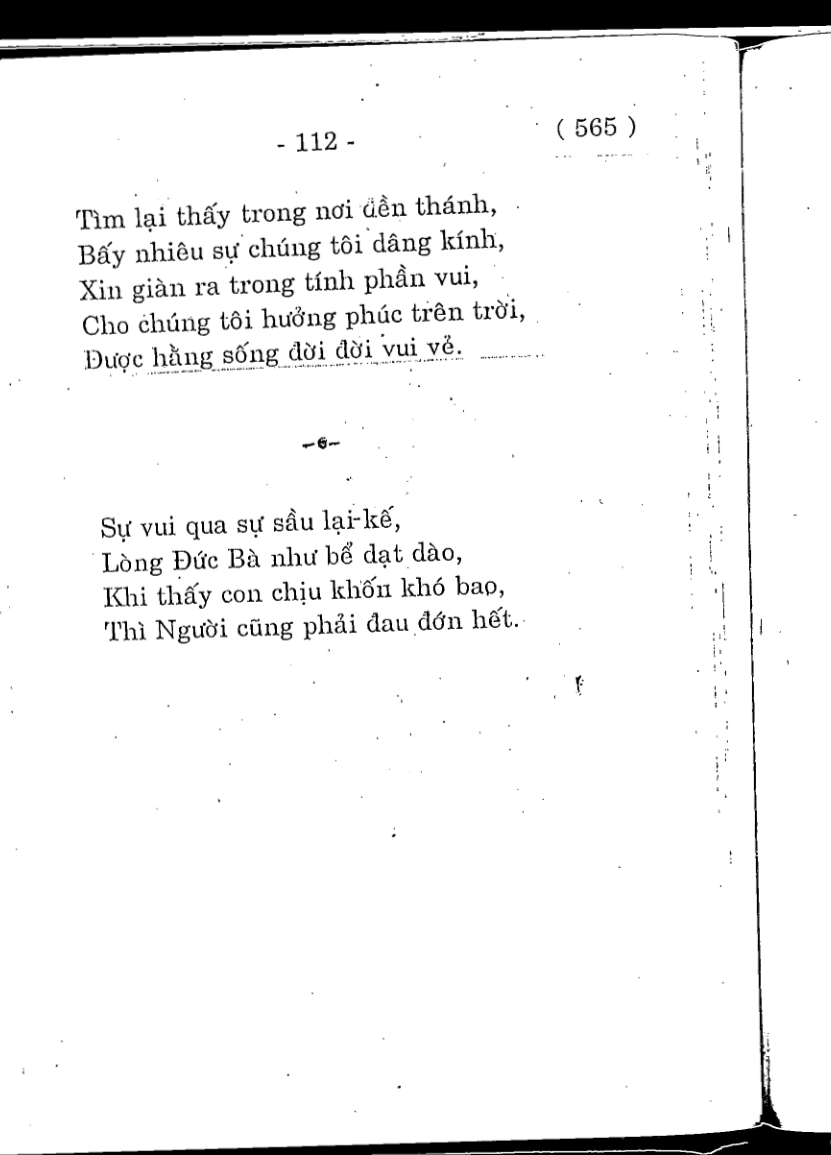 - 112 -
( 565 )
Tìm lại thấy trong nơi đền thánh,
Bấy nhiêu sự chúng tôi dâng kính,
Xin giàn ra trong tính phần vui,
Cho chúng tôi hưởng phúc trên trời,
Được hằng sống đời đời vui vẻ.
-6-
Sự vui qua sự sầu lại-kế,
Lòng Đức Bà như bể dạt dào,
Khi thấy con chịu khốn khó bao,
Thì Người cũng phải đau đớn hết.